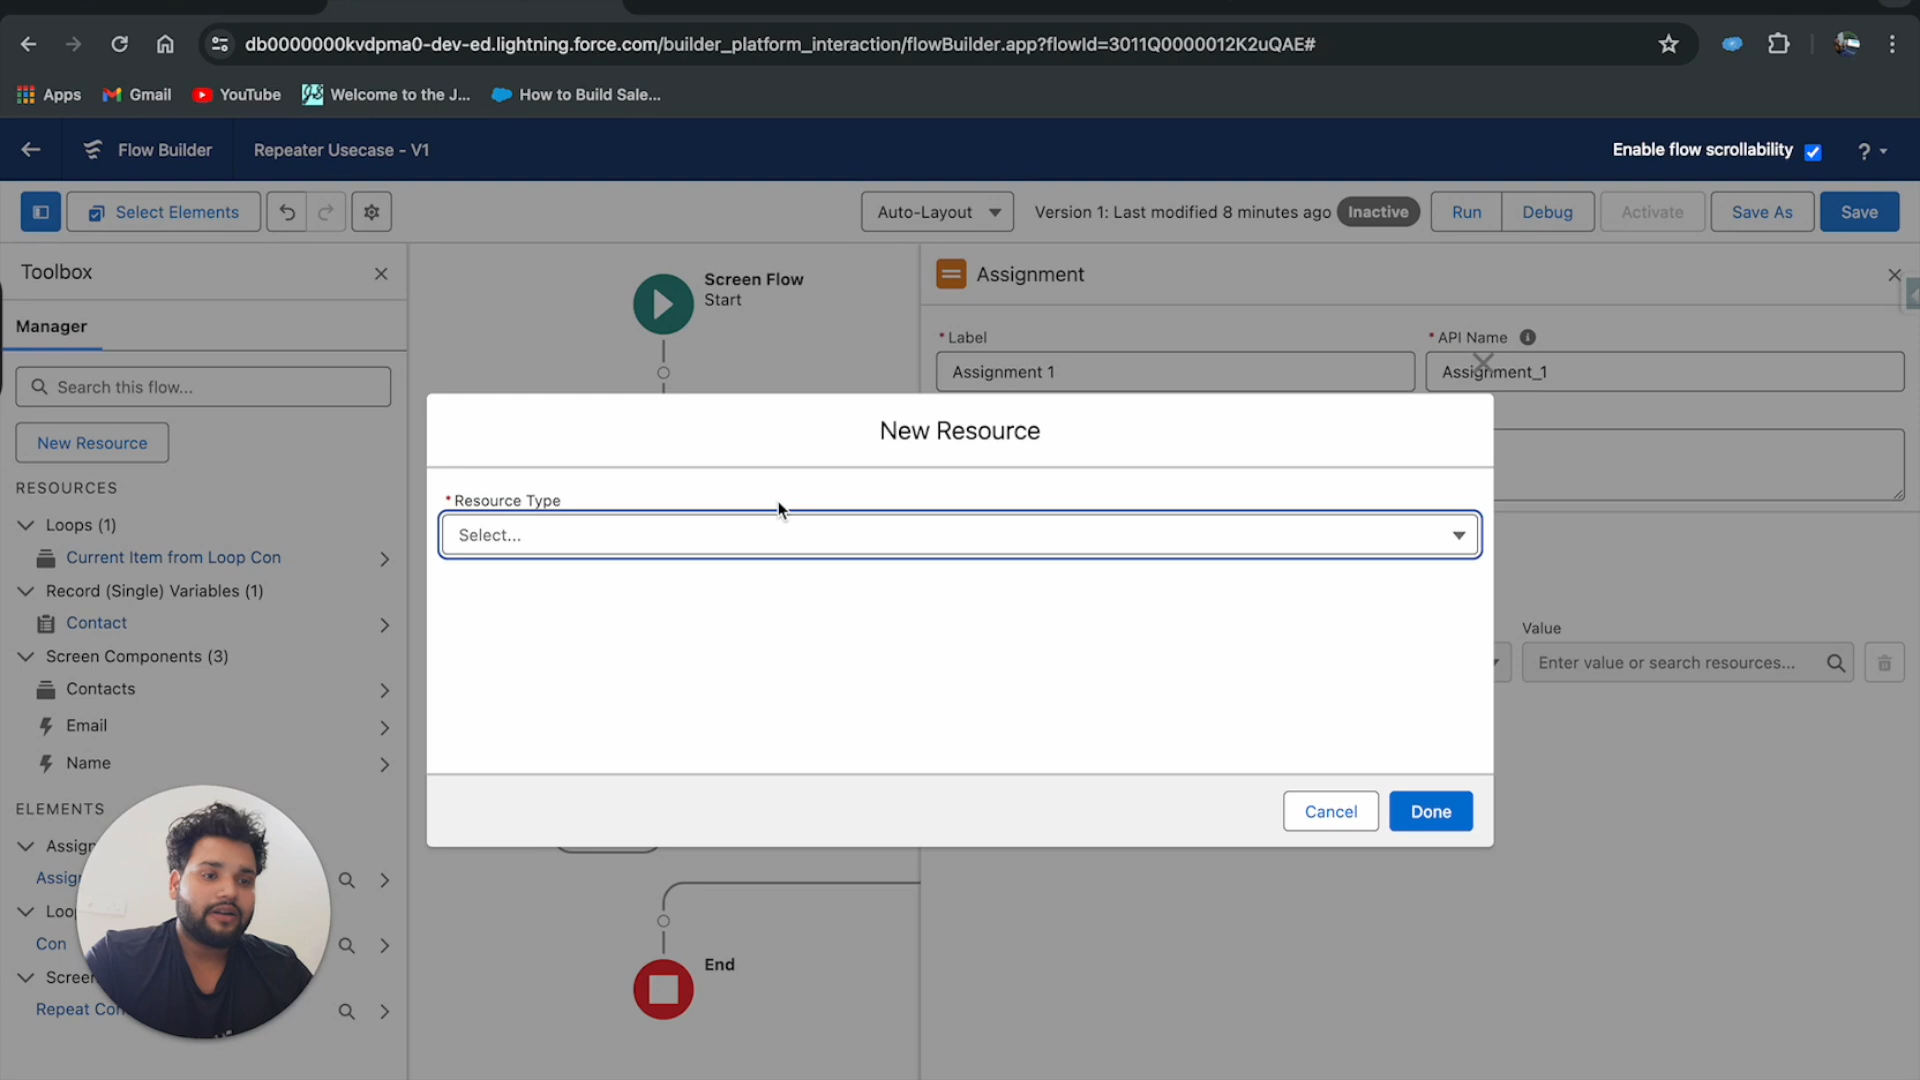 db0000000kvdpma0-dev-ed.lightning.force.com/builder_platform_interaction/flowBuilder.app?flowId=3011Q0000012K2uQAE#
Apps
Gmail
YouTube
Welcome to the J...
How to Build Sale...
Flow Builder
Repeater Usecase - V1
Enable flow scrollability
?
Select Elements
Auto-Layout
Version 1: Last modified 8 minutes ago
Inactive
Run
Debug
Activate
Save As
Save
Toolbox
Manager
Search this flow...
New Resource
RESOURCES
Loops (1)
Current Item from Loop Con
Record (Single) Variables (1)
Contact
Screen Components (3)
Contacts
Email
Name
ELEMENTS
Assign
Assign
Loo
Con
Screen
Repeat Con
Screen Flow
Start
End
Assignment
* Label
Assignment 1
* API Name
Assignment_1
Value
Enter value or search resources...
New Resource
* Resource Type
Select...
Cancel
Done